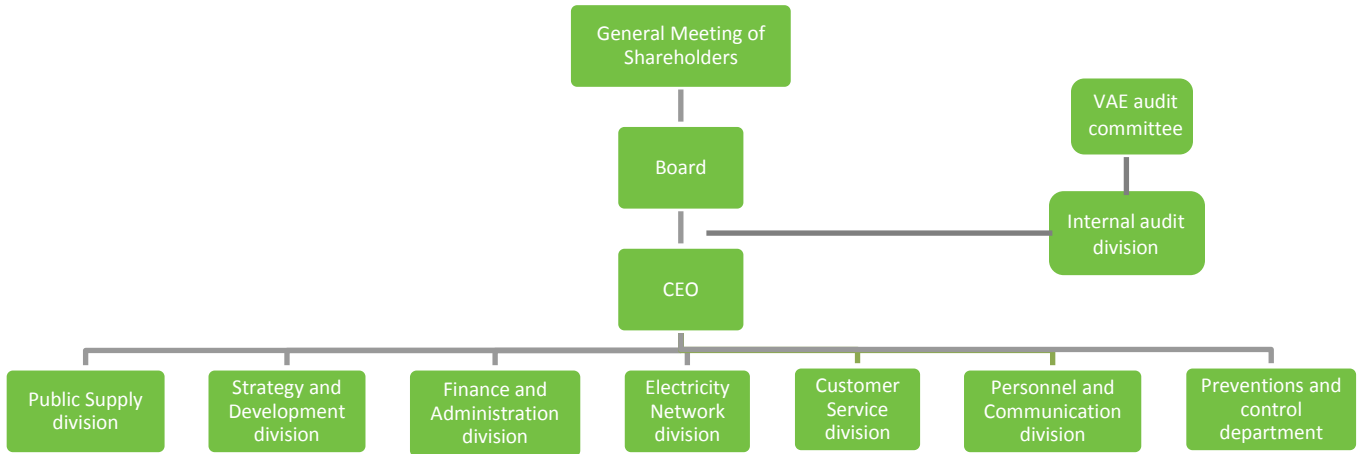 General Meeting of
Shareholders
VAE audit
committee
Board
Internal audit
division
CEO
Public Supply
division
Strategy and
Development
division
Finance and
Administration
division
Electricity
Network
division
Customer
Service
division
Personnel and
Communication
division
Preventions and
control
department